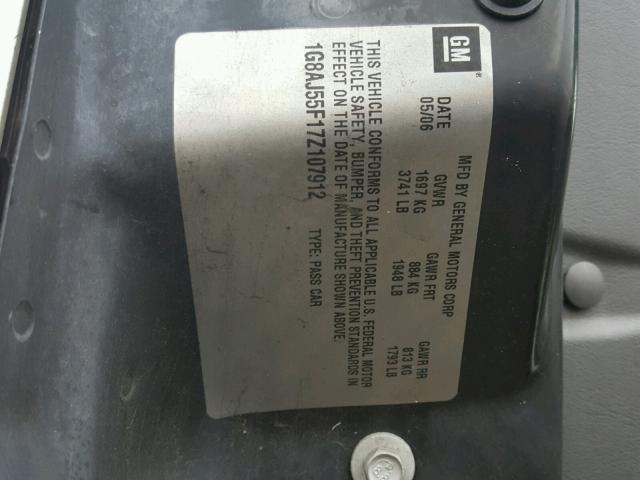 GM ®
MFD BY GENERAL MOTORS CORP
DATE GVWR GAWR FRT GAWR RR
05/06 1697 KG 884 KG 813 KG
3741 LB 1948 LB 1793 LB
THIS VEHICLE CONFORMS TO ALL APPLICABLE U.S. FEDERAL MOTOR
VEHICLE SAFETY, BUMPER, AND THEFT PREVENTION STANDARDS IN
EFFECT ON THE DATE OF MANUFACTURE SHOWN ABOVE.
1G8AJ55F17Z107912 TYPE: PASS CAR